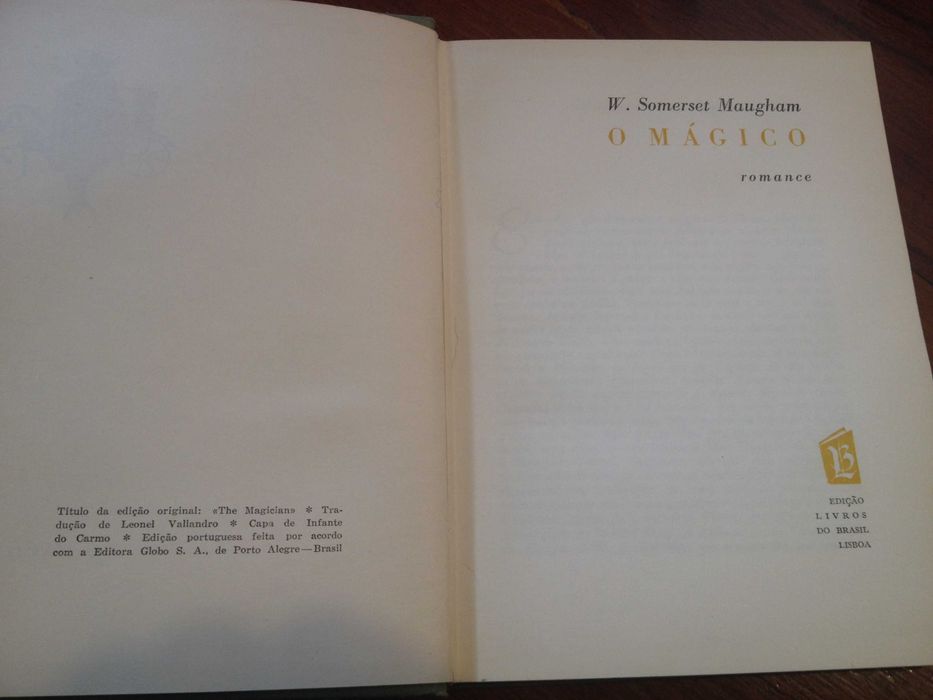 Título da edição original: «The Magician» * Tra-
dução de Leonel Vallandro * Capa de Infante
do Carmo * Edição portuguesa feita por acordo
com a Editora Globo S. A., de Porto Alegre—Brasil
W. Somerset Maugham
O MÁGICO
romance
LB
EDIÇÃO
LIVROS
DO BRASIL
LISBOA